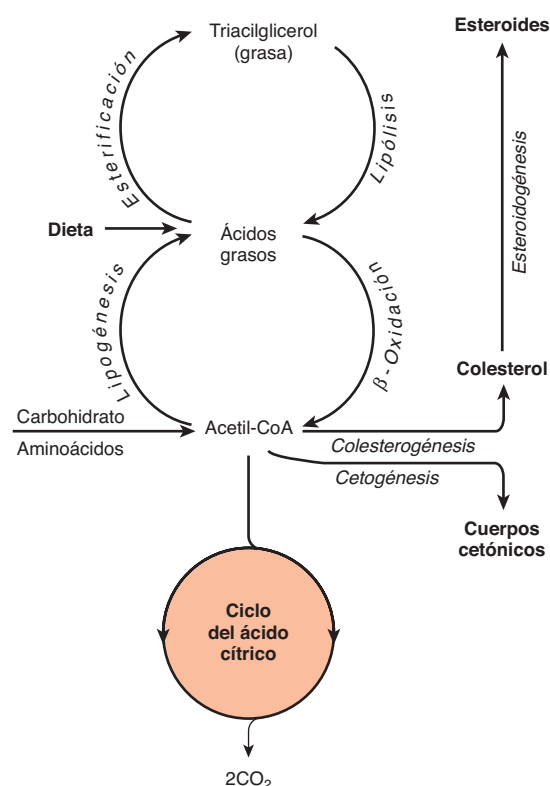 Triacilglicerol
(grasa)
Esteroides
Esterificación
Lipólisis
Esteroidogénesis
Dieta
Ácidos
grasos
Lipogénesis
β-Oxidación
Colesterol
Carbohidrato
Aminoácidos
Acetil-CoA
Colesterogénesis
Cetogénesis
Cuerpos
cetónicos
Ciclo
del ácido
cítrico
2CO₂